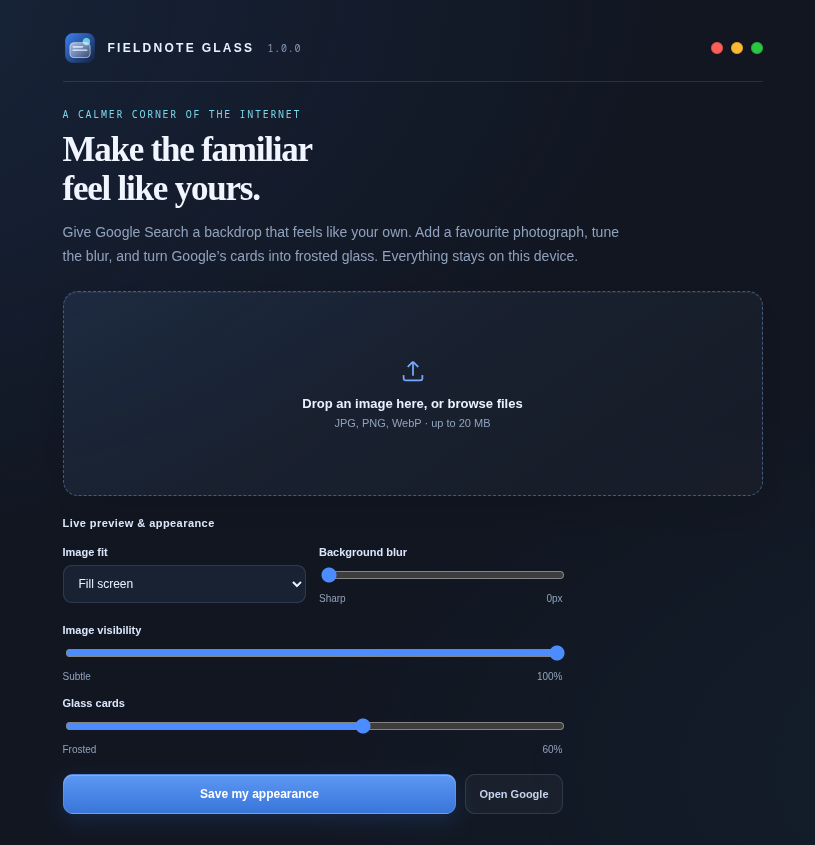 FIELDNOTE GLASS 1.0.0
A CALMER CORNER OF THE INTERNET
Make the familiar
feel like yours.
Give Google Search a backdrop that feels like your own. Add a favourite photograph, tune
the blur, and turn Google’s cards into frosted glass. Everything stays on this device.
Drop an image here, or browse files
JPG, PNG, WebP · up to 20 MB
Live preview & appearance
Image fit
Fill screen
Background blur
Sharp 0px
Image visibility
Subtle 100%
Glass cards
Frosted 60%
Save my appearance
Open Google